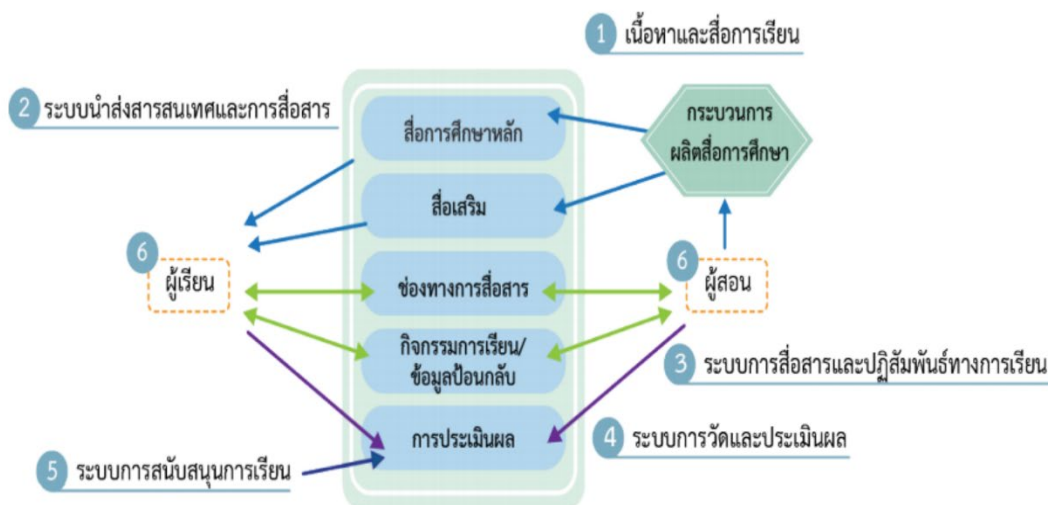 1 เนื้อหาและสื่อการเรียน
2 ระบบนำส่งสารสนเทศและการสื่อสาร
สื่อการศึกษาหลัก
กระบวนการ
ผลิตสื่อการศึกษา
สื่อเสริม
6
ผู้เรียน
6
ผู้สอน
ช่องทางการสื่อสาร
กิจกรรมการเรียน/
ข้อมูลป้อนกลับ
3 ระบบการสื่อสารและปฏิสัมพันธ์ทางการเรียน
การประเมินผล
4 ระบบการวัดและประเมินผล
5 ระบบการสนับสนุนการเรียน